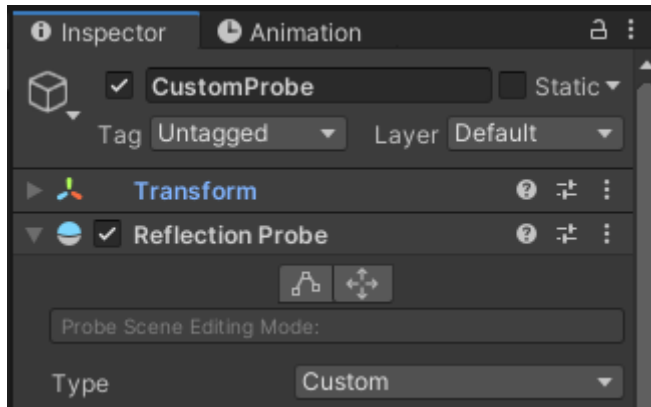 Inspector Animation
CustomProbe Static
Tag Untagged Layer Default
Transform
Reflection Probe
Probe Scene Editing Mode:
Type Custom